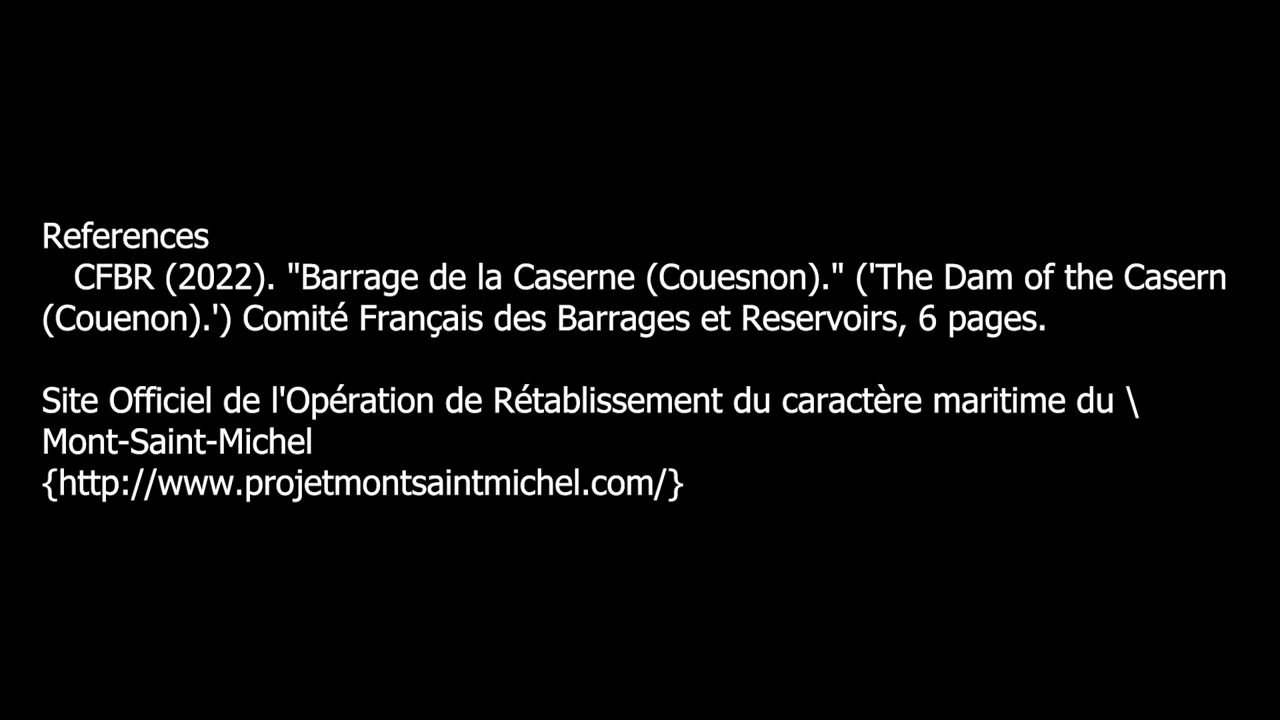 References
CFBR (2022). "Barrage de la Caserne (Couesnon)." ('The Dam of the Casern
(Couenon).') Comité Français des Barrages et Reservoirs, 6 pages.
Site Officiel de l'Opération de Rétablissement du caractère maritime du \
Mont-Saint-Michel
{http://www.projetmontsaintmichel.com/}